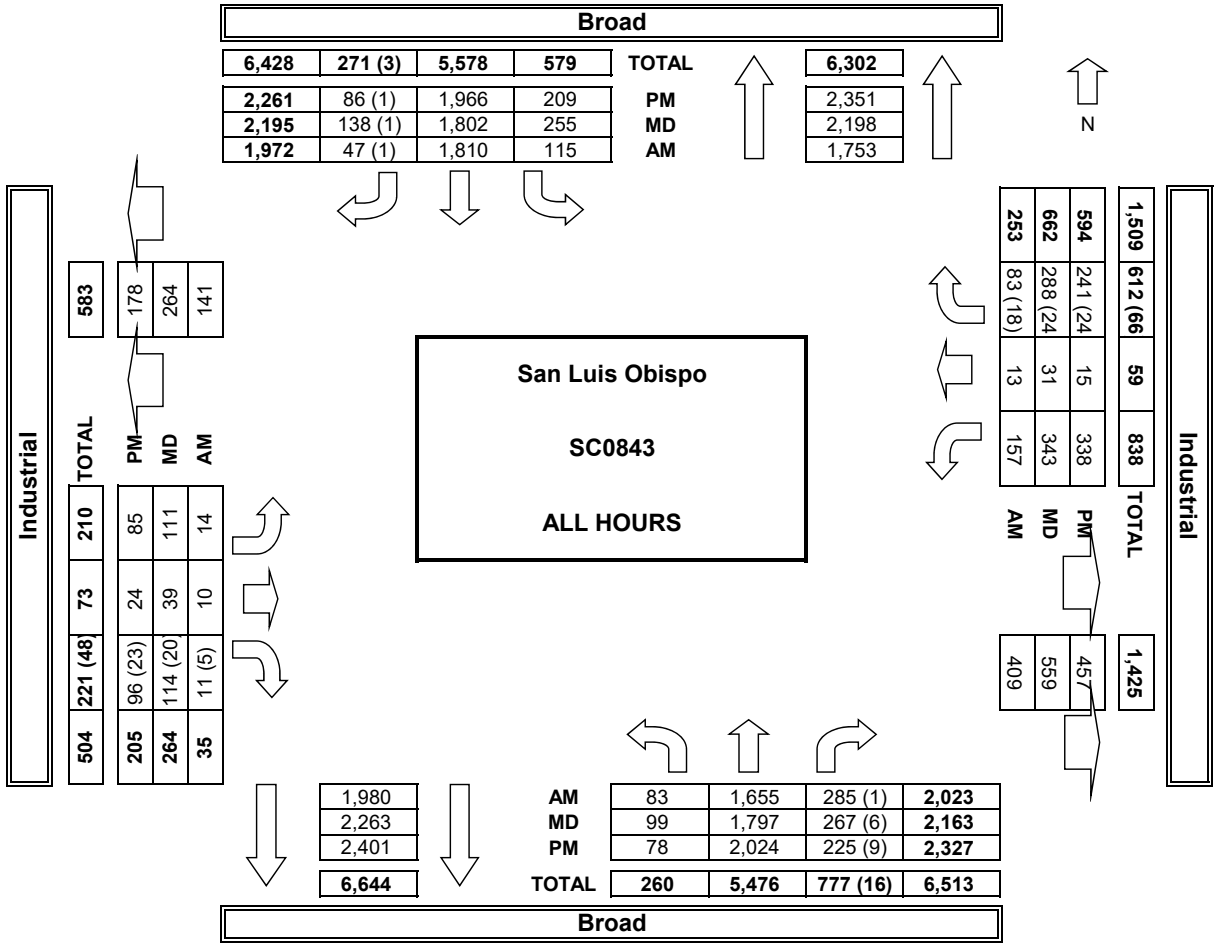 Broad
6,428 271 (3) 5,578 579 TOTAL 6,302
2,261 86 (1) 1,966 209 PM 2,351
2,195 138 (1) 1,802 255 MD 2,198
1,972 47 (1) 1,810 115 AM 1,753
N
Industrial
583
178
264
141
TOTAL 210 73 221 (48) 504
PM 85 24 96 (23) 205
MD 111 39 114 (20) 264
AM 14 10 11 (5) 35
San Luis Obispo
SC0843
ALL HOURS
1,509 612 (66 59 838 TOTAL 1,425
594 241 (24 15 338 PM 457
662 288 (24 31 343 MD 559
253 83 (18) 13 157 AM 409
Industrial
1,980 AM 83 1,655 285 (1) 2,023
2,263 MD 99 1,797 267 (6) 2,163
2,401 PM 78 2,024 225 (9) 2,327
6,644 TOTAL 260 5,476 777 (16) 6,513
Broad